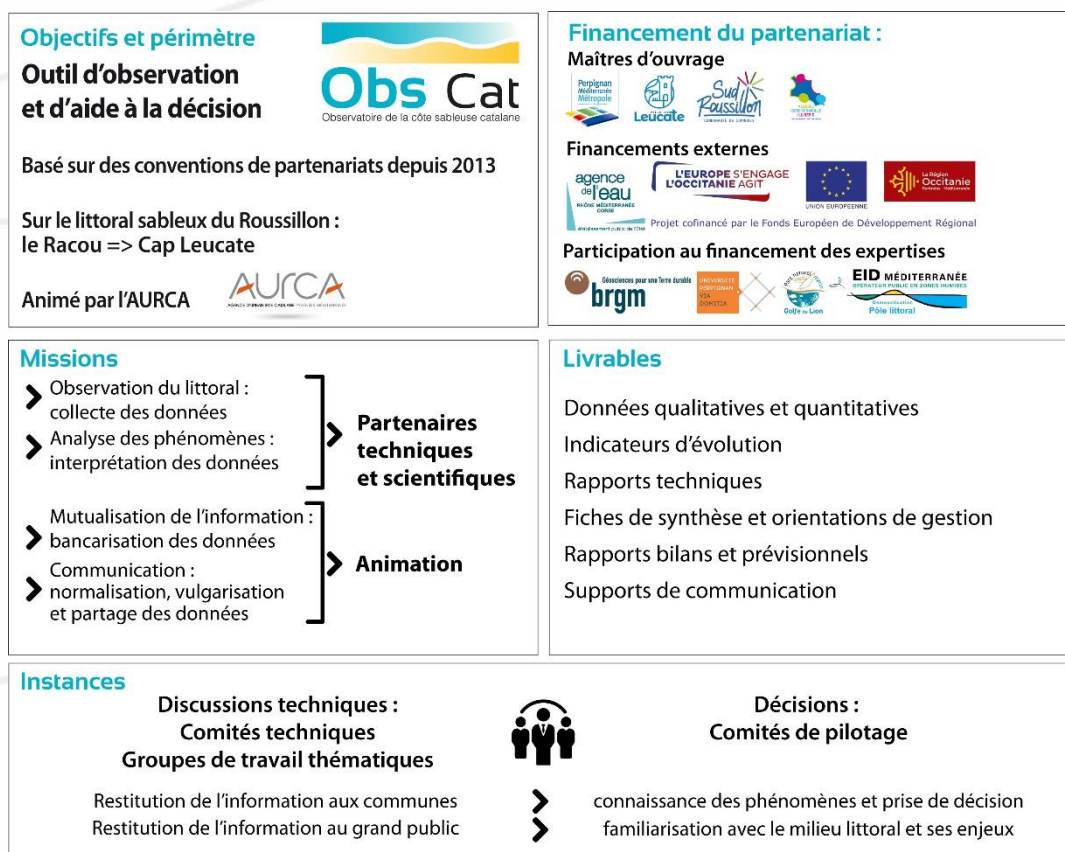 Objectifs et périmètre
Outil d'observation
et d'aide à la décision
Obs Cat
Observatoire de la côte sableuse catalane
Basé sur des conventions de partenariats depuis 2013
Sur le littoral sableux du Roussillon :
le Racou => Cap Leucate
Animé par l'AURCA
AURCA
Financement du partenariat :
Maîtres d'ouvrage
Perpignan
Méditerranée
Métropole
Leucate
Sud
Roussillon
Financements externes
agence
de l'eau
RHÔNE MÉDITERRANÉE
CORSE
établissement public de l'État
L'EUROPE S'ENGAGE
L'OCCITANIE AGIT
UNION EUROPÉENNE
La Région
Occitanie
Pyrénées - Méditerranée
Projet cofinancé par le Fonds Européen de Développement Régional
Participation au financement des expertises
Géosciences pour une Terre durable
brgm
UNIVERSITÉ
PERPIGNAN
VIA
DOMITIA
Golfe du Lion
EID MÉDITERRANÉE
OPÉRATEUR PUBLIC EN ZONES HUMIDES
Démoustication
Pôle littoral
Missions
Observation du littoral :
collecte des données
Analyse des phénomènes :
interprétation des données
Partenaires
techniques
et scientifiques
Mutualisation de l'information :
bancarisation des données
Communication :
normalisation, vulgarisation
et partage des données
Animation
Livrables
Données qualitatives et quantitatives
Indicateurs d'évolution
Rapports techniques
Fiches de synthèse et orientations de gestion
Rapports bilans et prévisionnels
Supports de communication
Instances
Discussions techniques :
Comités techniques
Groupes de travail thématiques
Décisions :
Comités de pilotage
Restitution de l'information aux communes
connaissance des phénomènes et prise de décision
Restitution de l'information au grand public
familiarisation avec le milieu littoral et ses enjeux